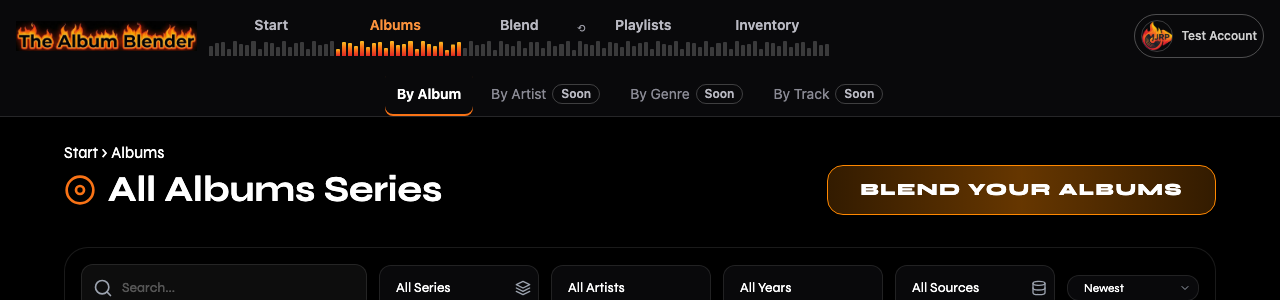 The Album Blender
Start Albums Blend Playlists Inventory
Test Account
By Album By Artist Soon By Genre Soon By Track Soon
Start › Albums
All Albums Series
BLEND YOUR ALBUMS
Search... All Series All Artists All Years All Sources Newest